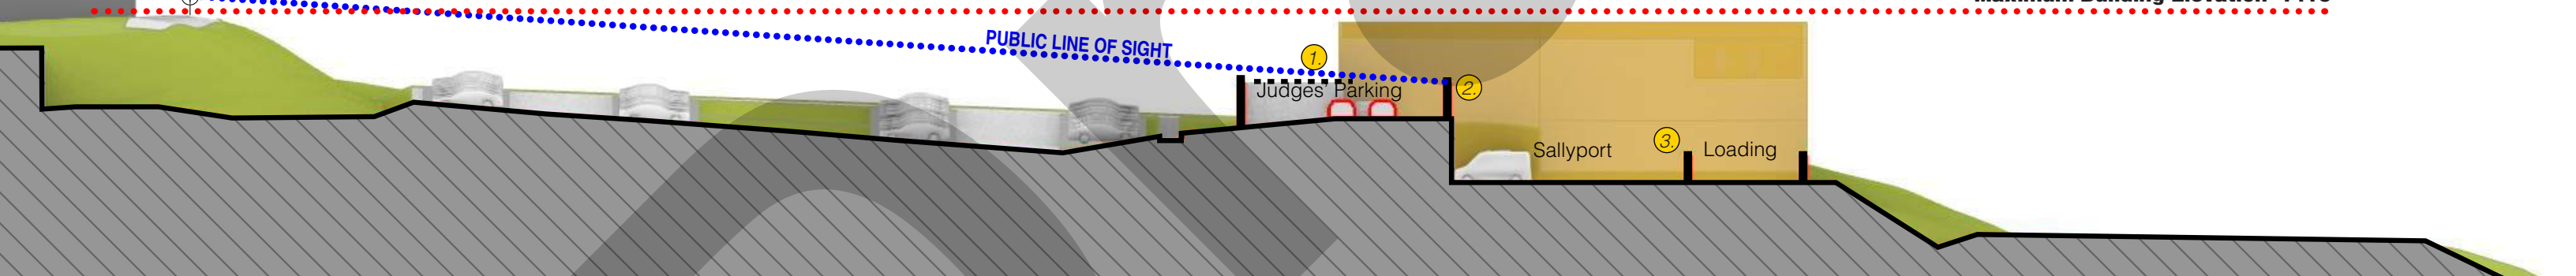 PUBLIC LINE OF SIGHT
1.
Judges' Parking
2.
Sallyport
3.
Loading